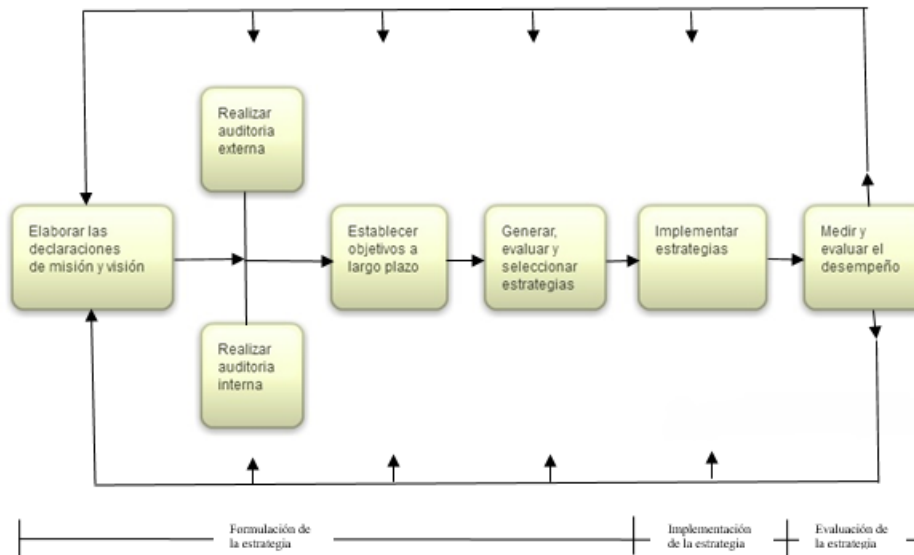 Realizar
auditoria
externa
Elaborar las
declaraciones
de misión y visión
Establecer
objetivos a
largo plazo
Generar,
evaluar y
seleccionar
estrategias
Implementar
estrategias
Medir y
evaluar el
desempeño
Realizar
auditoria
interna
Formulación de
la estrategia
Implementación
de la estrategia
Evaluación de
la estrategia